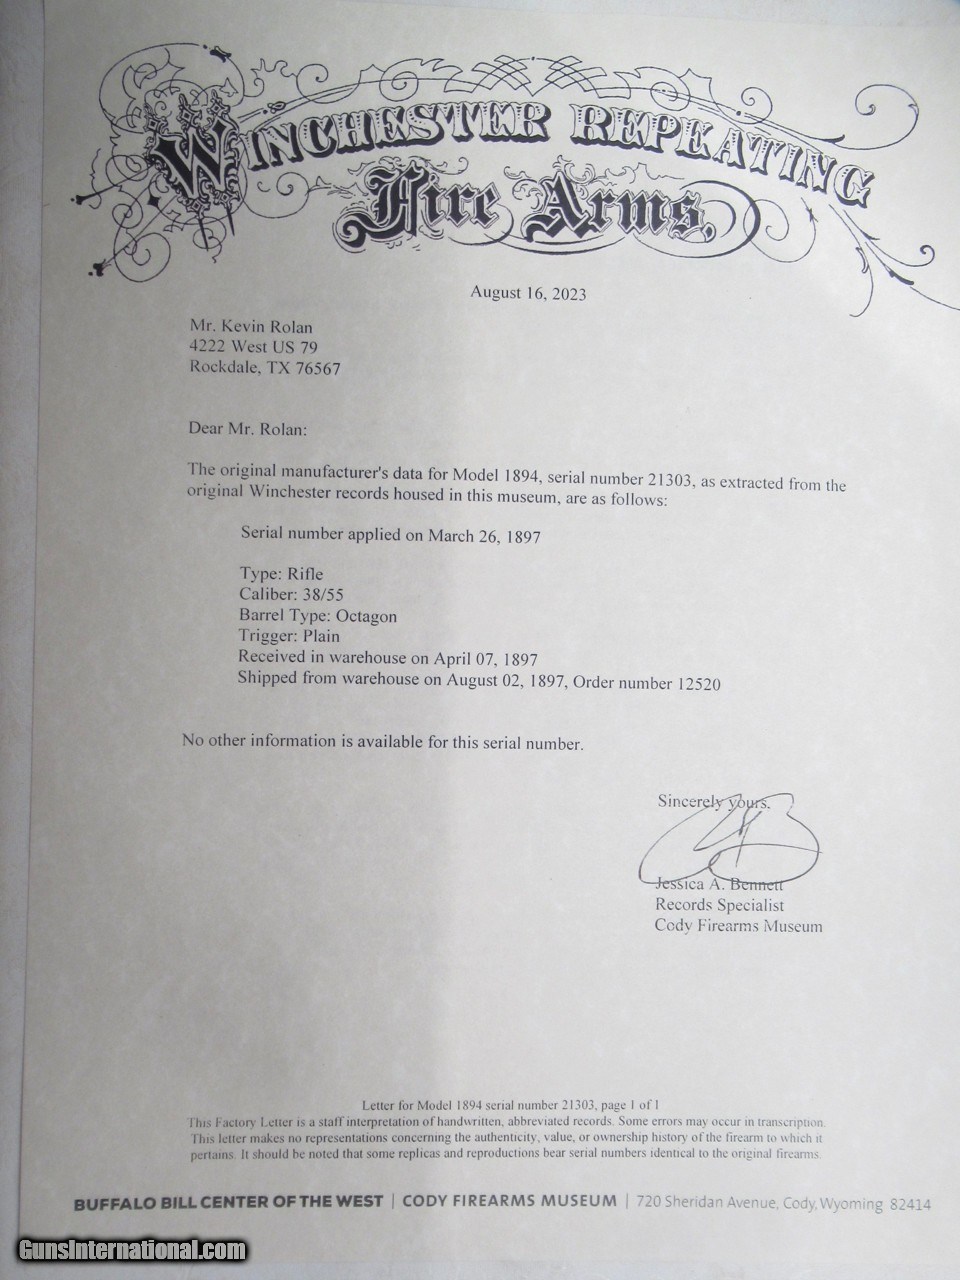 WINCHESTER REPEATING
Fire Arms,
August 16, 2023
Mr. Kevin Rolan
4222 West US 79
Rockdale, TX 76567
Dear Mr. Rolan:
The original manufacturer's data for Model 1894, serial number 21303, as extracted from the
original Winchester records housed in this museum, are as follows:
Serial number applied on March 26, 1897
Type: Rifle
Caliber: 38/55
Barrel Type: Octagon
Trigger: Plain
Received in warehouse on April 07, 1897
Shipped from warehouse on August 02, 1897, Order number 12520
No other information is available for this serial number.
Sincerely yours,
Jessica A. Bennett
Records Specialist
Cody Firearms Museum
Letter for Model 1894 serial number 21303, page 1 of 1
This Factory Letter is a staff interpretation of handwritten, abbreviated records. Some errors may occur in transcription.
This letter makes no representations concerning the authenticity, value, or ownership history of the firearm to which it
pertains. It should be noted that some replicas and reproductions bear serial numbers identical to the original firearms.
BUFFALO BILL CENTER OF THE WEST | CODY FIREARMS MUSEUM | 720 Sheridan Avenue, Cody, Wyoming 82414
GunsInternational.com